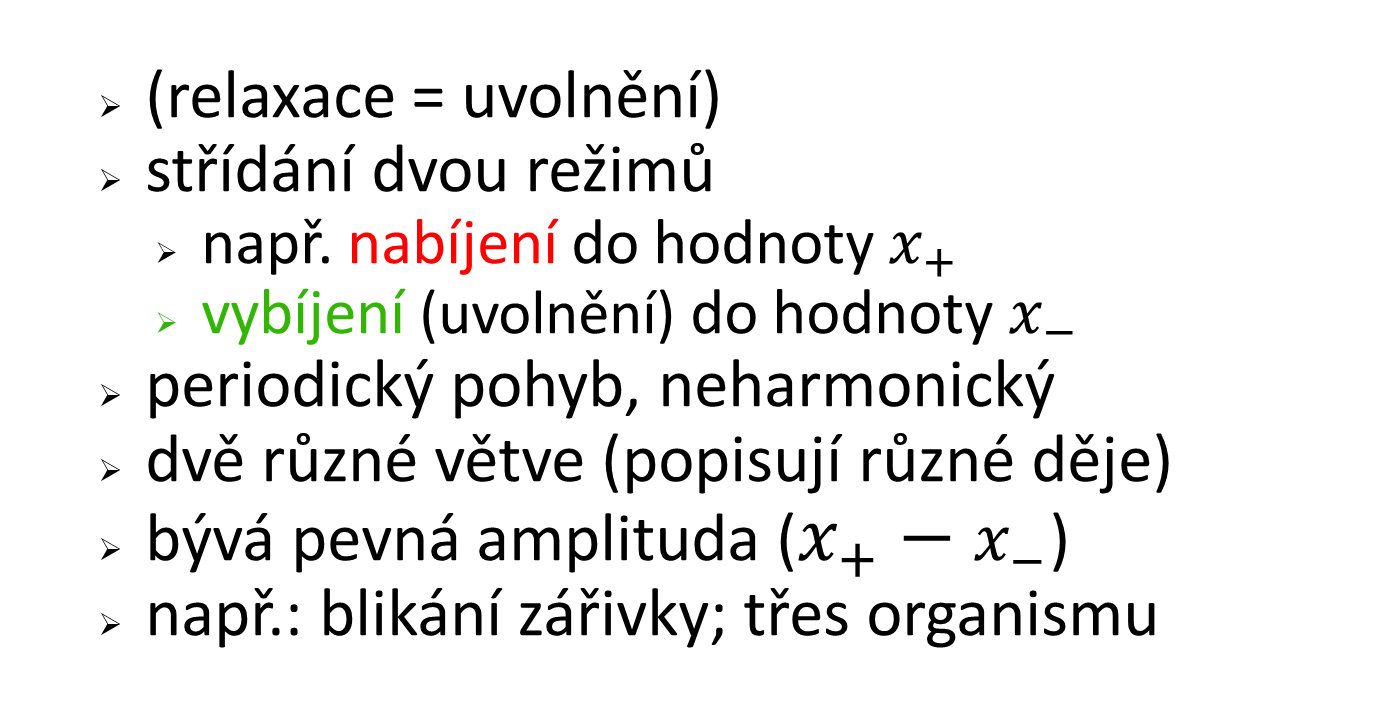 (relaxace = uvolnění)
střídání dvou režimů
např. nabíjení do hodnoty x₊
vybíjení (uvolnění) do hodnoty x₋
periodický pohyb, neharmonický
dvě různé větve (popisují různé děje)
bývá pevná amplituda (x₊ − x₋)
např.: blikání zářivky; třes organismu